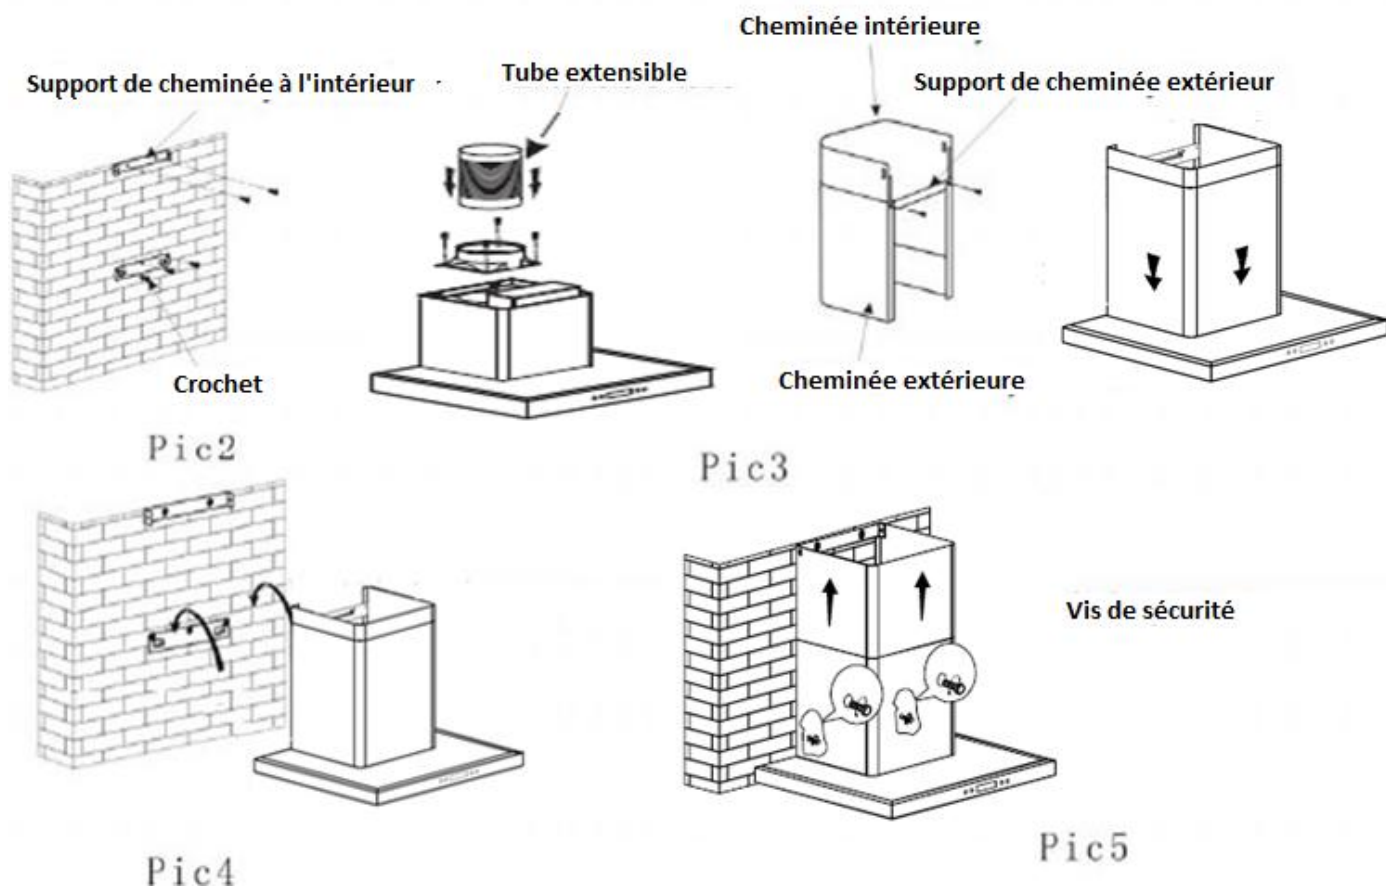 Cheminée intérieure
Support de cheminée à l'intérieur
Tube extensible
Support de cheminée extérieur
Crochet
Cheminée extérieure
Pic2
Pic3
Vis de sécurité
Pic4
Pic5